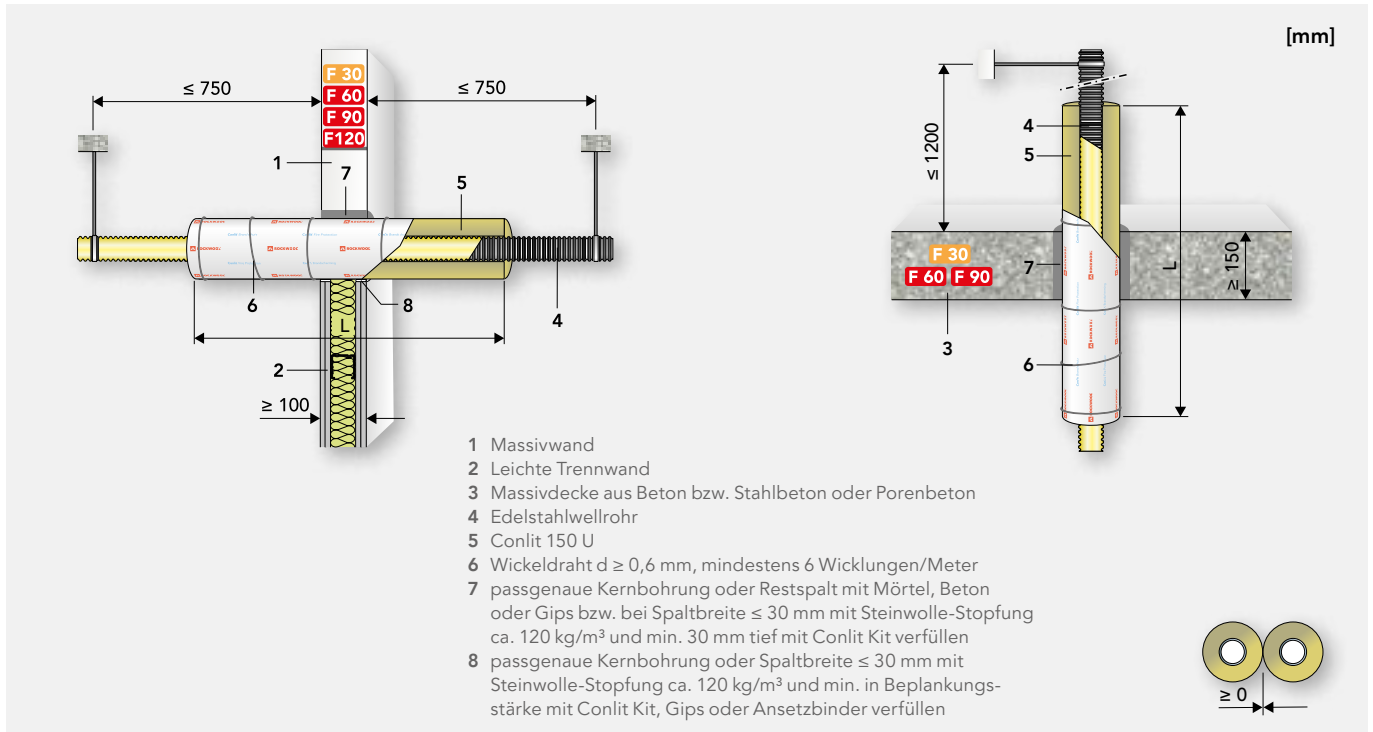 [mm]
≤ 750
≤ 750
F 30
F 60
F 90
F120
1
7
5
ROCKWOOL
6
8
4
L
2
≥ 100
≤ 1200
4
5
F 30
F 60 F 90
7
L
≥ 150
3
6
1 Massivwand
2 Leichte Trennwand
3 Massivdecke aus Beton bzw. Stahlbeton oder Porenbeton
4 Edelstahlwellrohr
5 Conlit 150 U
6 Wickeldraht d ≥ 0,6 mm, mindestens 6 Wicklungen/Meter
7 passgenaue Kernbohrung oder Restspalt mit Mörtel, Beton
oder Gips bzw. bei Spaltbreite ≤ 30 mm mit Steinwolle-Stopfung
ca. 120 kg/m³ und min. 30 mm tief mit Conlit Kit verfüllen
8 passgenaue Kernbohrung oder Spaltbreite ≤ 30 mm mit
Steinwolle-Stopfung ca. 120 kg/m³ und min. in Beplankungs-
stärke mit Conlit Kit, Gips oder Ansetzbinder verfüllen
≥ 0